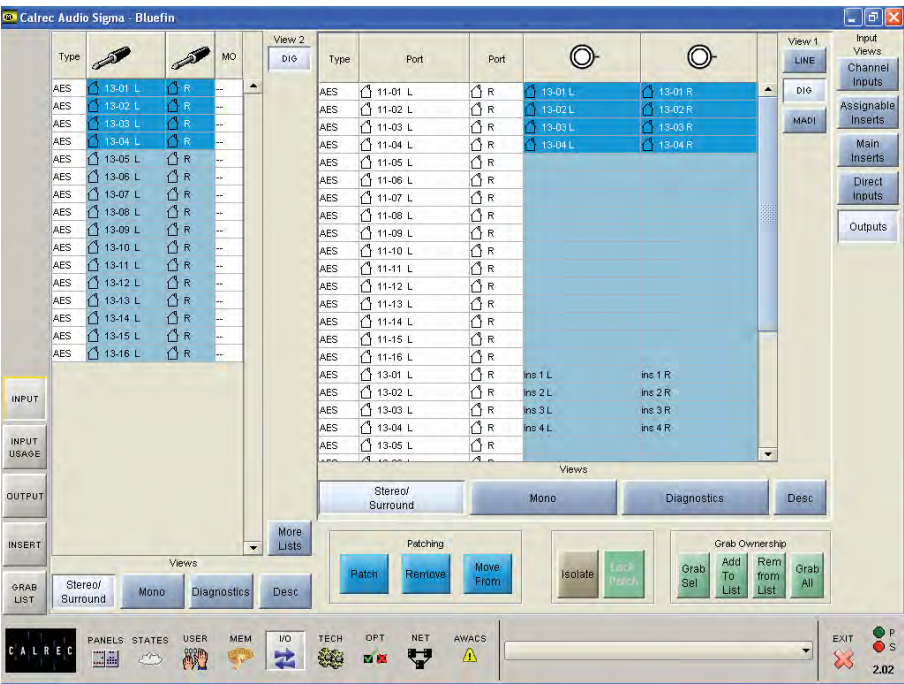 Calrec Audio Sigma - Bluefin
Type MO
View 2
DIG
AES 13-01 L R --
AES 13-02 L R --
AES 13-03 L R --
AES 13-04 L R --
AES 13-05 L R --
AES 13-06 L R --
AES 13-07 L R --
AES 13-08 L R --
AES 13-09 L R --
AES 13-10 L R --
AES 13-11 L R --
AES 13-12 L R --
AES 13-13 L R --
AES 13-14 L R --
AES 13-15 L R --
AES 13-16 L R --
More
Lists
Views
Stereo/
Surround
Mono
Diagnostics
Desc
Type Port Port
AES 11-01 L R 13-01 L 13-01 R
AES 11-02 L R 13-02 L 13-02 R
AES 11-03 L R 13-03 L 13-03 R
AES 11-04 L R 13-04 L 13-04 R
AES 11-05 L R
AES 11-06 L R
AES 11-07 L R
AES 11-08 L R
AES 11-09 L R
AES 11-10 L R
AES 11-11 L R
AES 11-12 L R
AES 11-13 L R
AES 11-14 L R
AES 11-15 L R
AES 11-16 L R
AES 13-01 L R ins 1 L ins 1 R
AES 13-02 L R ins 2 L ins 2 R
AES 13-03 L R ins 3 L ins 3 R
AES 13-04 L R ins 4 L ins 4 R
AES 13-05 L R
Views
Stereo/
Surround
Mono
Diagnostics
Desc
View 1
LINE
DIG
MADI
Input
Views
Channel
Inputs
Assignable
Inserts
Main
Inserts
Direct
Inputs
Outputs
Patching
Patch
Remove
Move
From
Isolate
Lock
Patch
Grab Ownership
Grab
Sel
Add
To
List
Rem
from
List
Grab
All
INPUT
INPUT
USAGE
OUTPUT
INSERT
GRAB
LIST
CALREC
PANELS STATES USER MEM I/O TECH OPT NET AWACS
EXIT
P
S
2.02